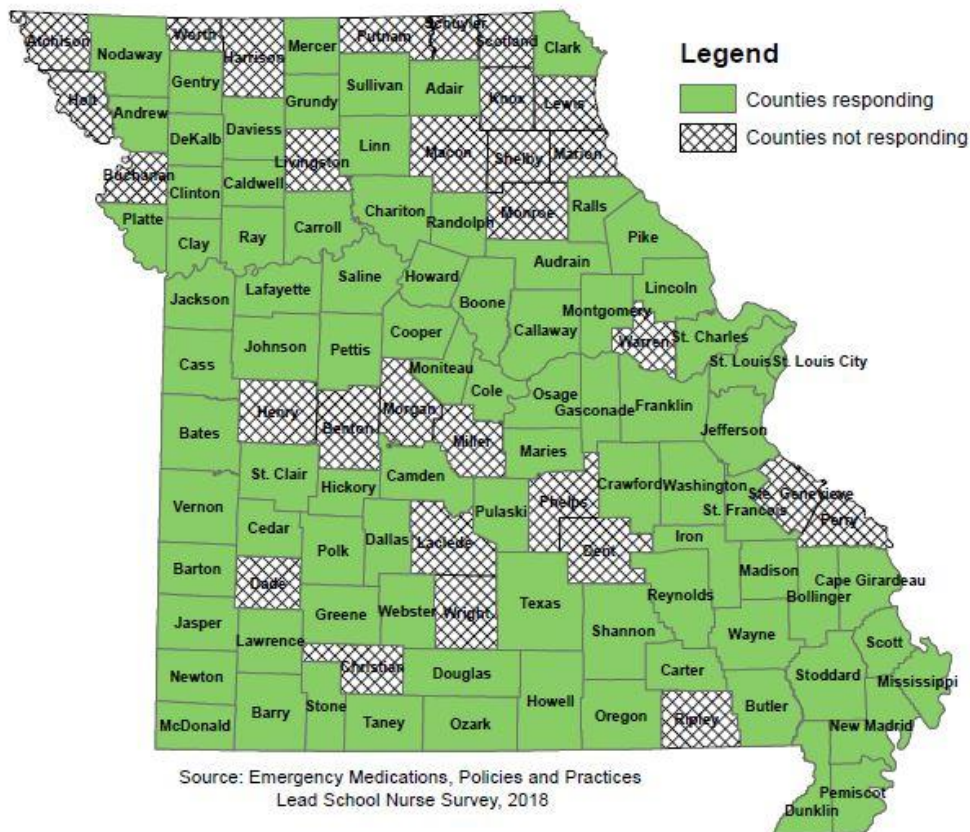 Atchison
Nodaway
Worth
Harrison
Mercer
Putnam
Schuyler
Scotland
Clark
Legend
Counties responding
Counties not responding
Gentry
Holt
Andrew
Grundy
Sullivan
Adair
Knox
Lewis
DeKalb
Daviess
Livingston
Linn
Macon
Shelby
Marion
Buchanan
Clinton
Caldwell
Platte
Clay
Ray
Carroll
Chariton
Randolph
Monroe
Ralls
Pike
Audrain
Jackson
Lafayette
Saline
Howard
Boone
Callaway
Montgomery
Lincoln
Warren
St. Charles
St. Louis
St. Louis City
Cass
Johnson
Pettis
Cooper
Moniteau
Cole
Osage
Gasconade
Franklin
Jefferson
Bates
Henry
Benton
Morgan
Miller
Maries
St. Clair
Hickory
Camden
Pulaski
Phelps
Crawford
Washington
St. Francois
Ste. Genevieve
Perry
Vernon
Cedar
Polk
Dallas
Laclede
Dent
Iron
Madison
Bollinger
Cape Girardeau
Barton
Dade
Greene
Webster
Wright
Texas
Reynolds
Shannon
Wayne
Scott
Jasper
Lawrence
Christian
Douglas
Howell
Carter
Stoddard
Mississippi
Newton
McDonald
Barry
Stone
Taney
Ozark
Oregon
Ripley
Butler
New Madrid
Pemiscot
Dunklin
Source: Emergency Medications, Policies and Practices
Lead School Nurse Survey, 2018